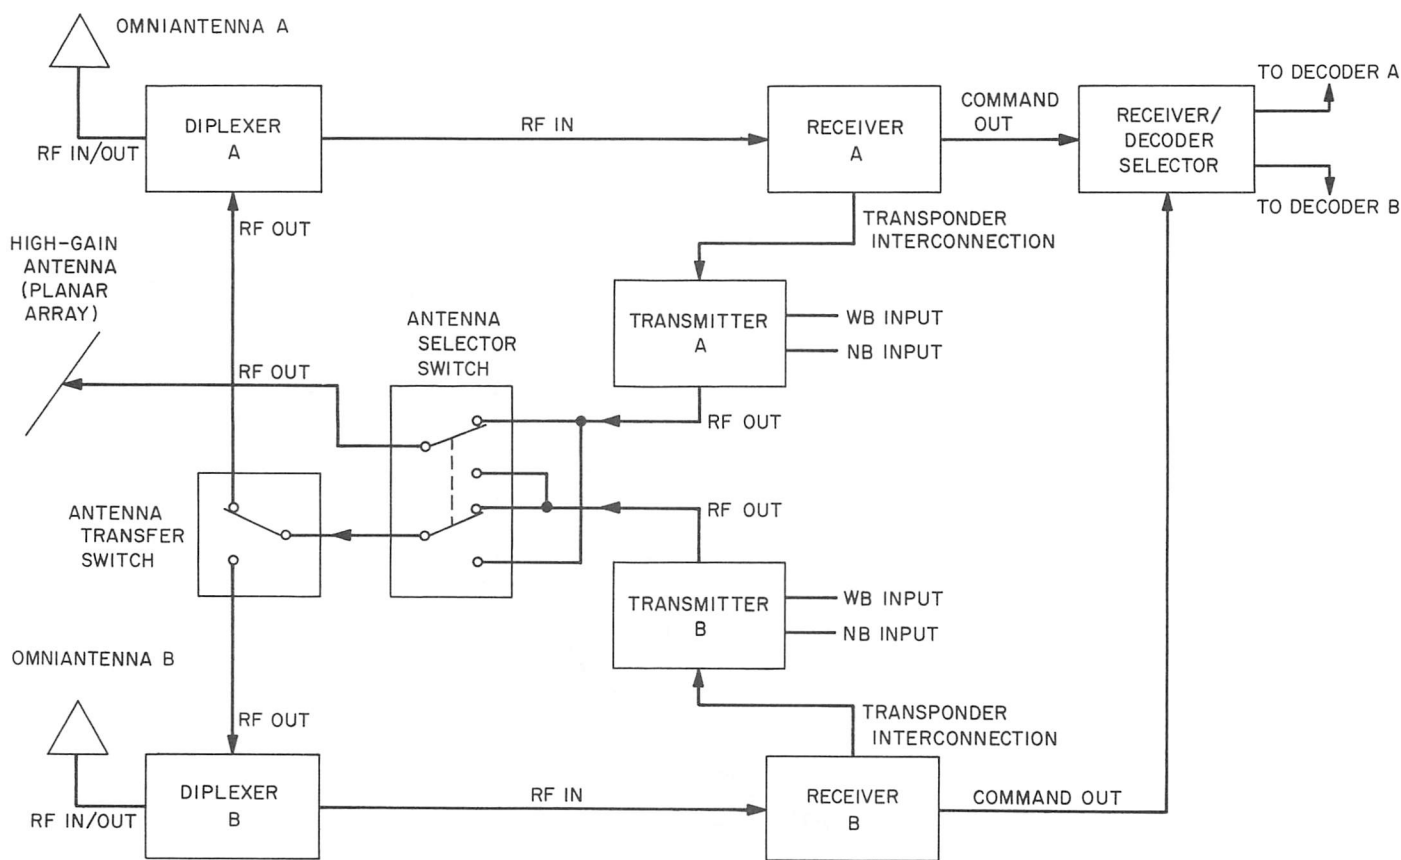 OMNIANTENNA A
RF IN/OUT
DIPLEXER
A
RF IN
RECEIVER
A
COMMAND
OUT
RECEIVER/
DECODER
SELECTOR
TO DECODER A
TO DECODER B
RF OUT
TRANSPONDER
INTERCONNECTION
HIGH-GAIN
ANTENNA
(PLANAR
ARRAY)
RF OUT
ANTENNA
SELECTOR
SWITCH
TRANSMITTER
A
WB INPUT
NB INPUT
RF OUT
ANTENNA
TRANSFER
SWITCH
RF OUT
TRANSMITTER
B
WB INPUT
NB INPUT
OMNIANTENNA B
RF IN/OUT
RF OUT
DIPLEXER
B
RF IN
TRANSPONDER
INTERCONNECTION
RECEIVER
B
COMMAND OUT